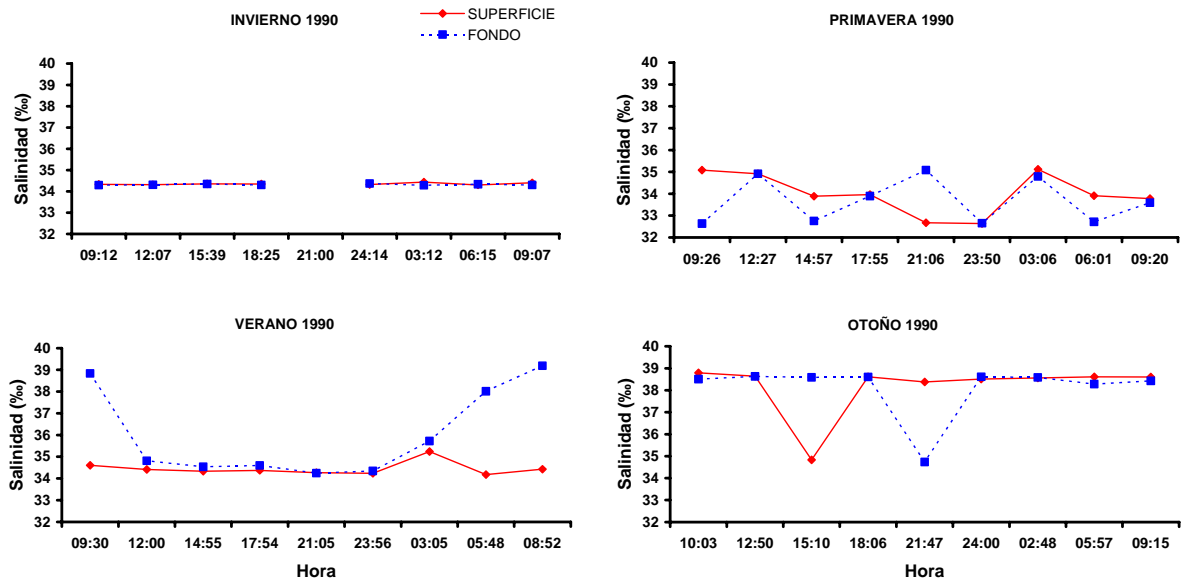 INVIERNO 1990
SUPERFICIE
FONDO
Salinidad (‰)
40
39
38
37
36
35
34
33
32
09:12 12:07 15:39 18:25 21:00 24:14 03:12 06:15 09:07
PRIMAVERA 1990
Salinidad (‰)
40
39
38
37
36
35
34
33
32
09:26 12:27 14:57 17:55 21:06 23:50 03:06 06:01 09:20
VERANO 1990
Salinidad (‰)
40
39
38
37
36
35
34
33
32
09:30 12:00 14:55 17:54 21:05 23:56 03:05 05:48 08:52
Hora
OTOÑO 1990
Salinidad (‰)
40
39
38
37
36
35
34
33
32
10:03 12:50 15:10 18:06 21:47 24:00 02:48 05:57 09:15
Hora